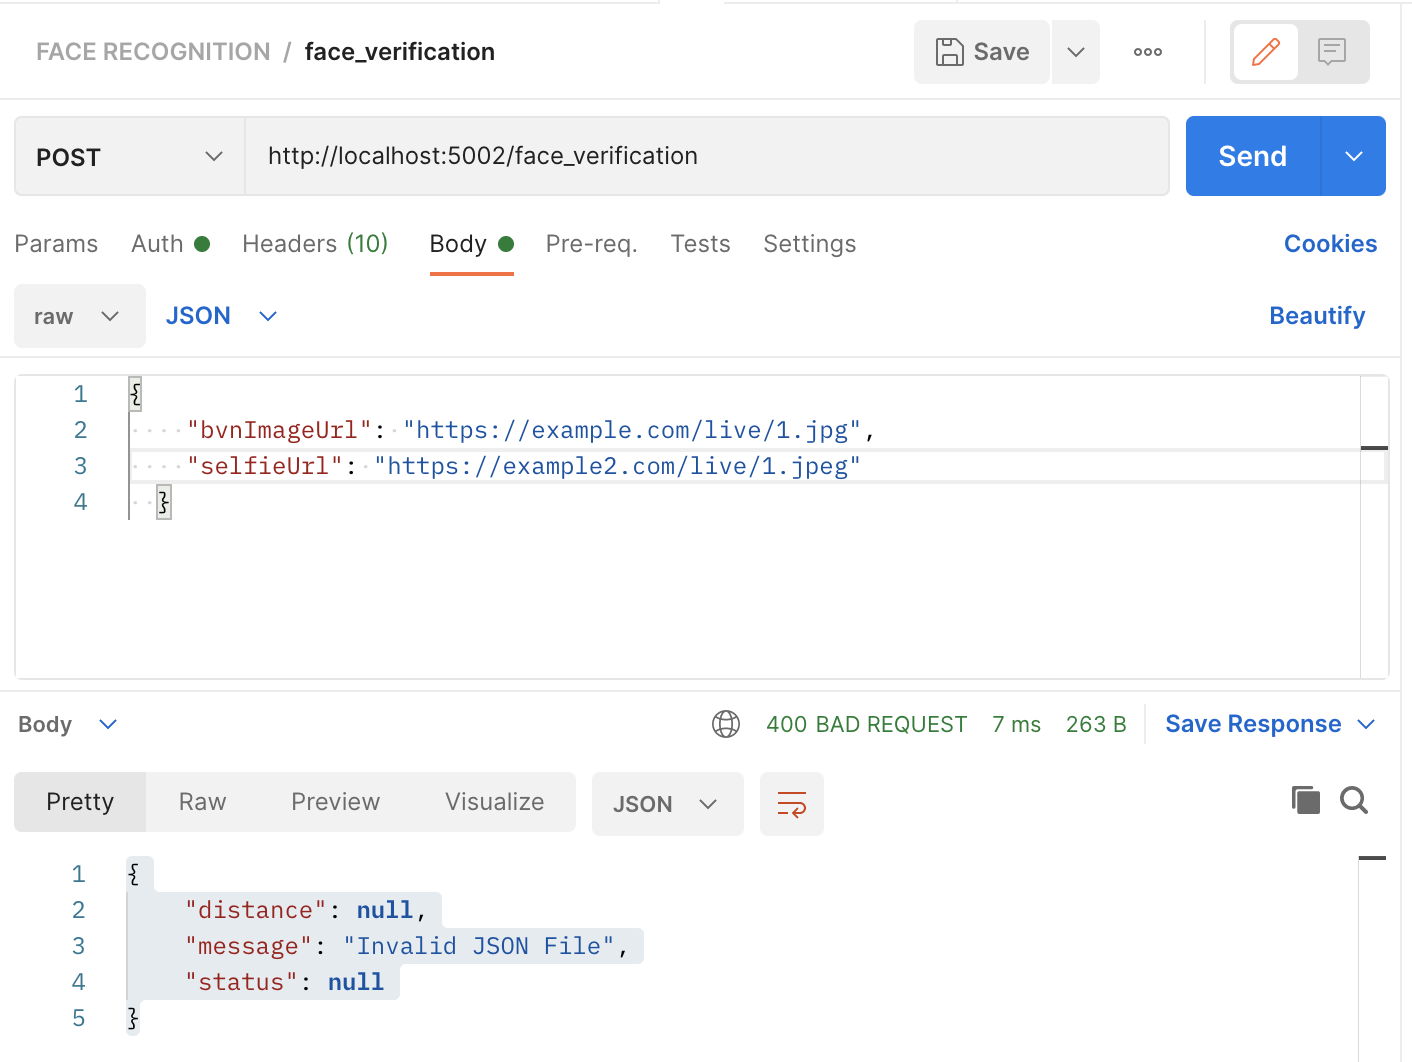 FACE RECOGNITION / face_verification Save
POST http://localhost:5002/face_verification Send
Params Auth Headers (10) Body Pre-req. Tests Settings Cookies
raw JSON Beautify
1 {
2 "bvnImageUrl": "https://example.com/live/1.jpg",
3 "selfieUrl": "https://example2.com/live/1.jpeg"
4 }
Body 400 BAD REQUEST 7 ms 263 B Save Response
Pretty Raw Preview Visualize JSON
1 {
2 "distance": null,
3 "message": "Invalid JSON File",
4 "status": null
5 }